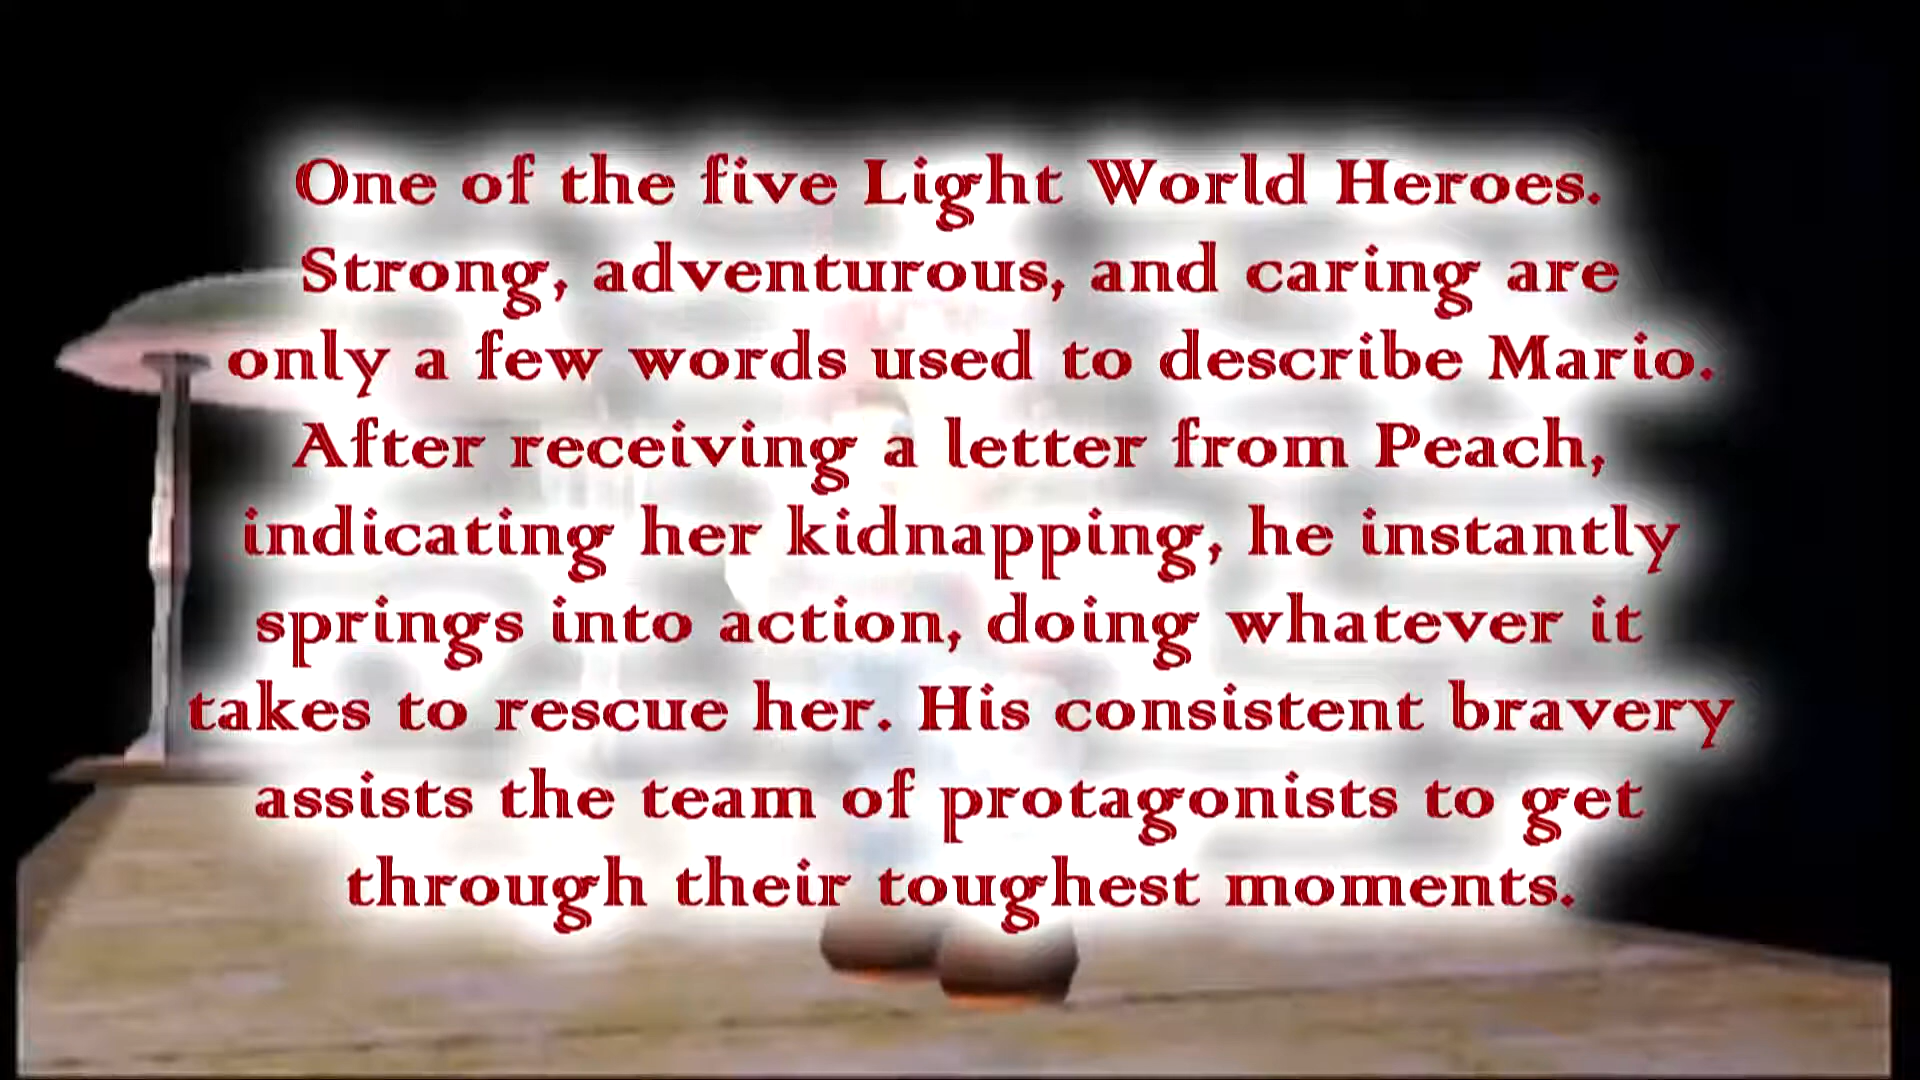 One of the five Light World Heroes.
Strong, adventurous, and caring are
only a few words used to describe Mario.
After receiving a letter from Peach,
indicating her kidnapping, he instantly
springs into action, doing whatever it
takes to rescue her. His consistent bravery
assists the team of protagonists to get
through their toughest moments.